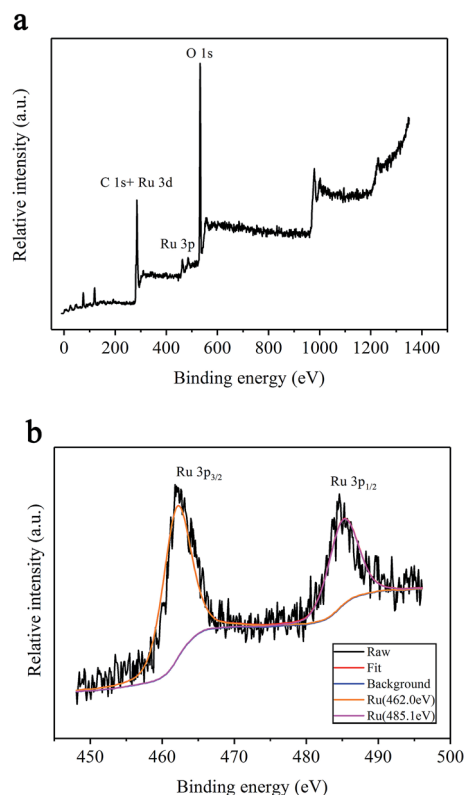 a
O 1s
C 1s+ Ru 3d
Ru 3p
Relative intensity (a.u.)
0 200 400 600 800 1000 1200 1400
Binding energy (eV)
b
Ru 3p3/2
Ru 3p1/2
Relative intensity (a.u.)
Raw
Fit
Background
Ru(462.0eV)
Ru(485.1eV)
450 460 470 480 490 500
Binding energy (eV)